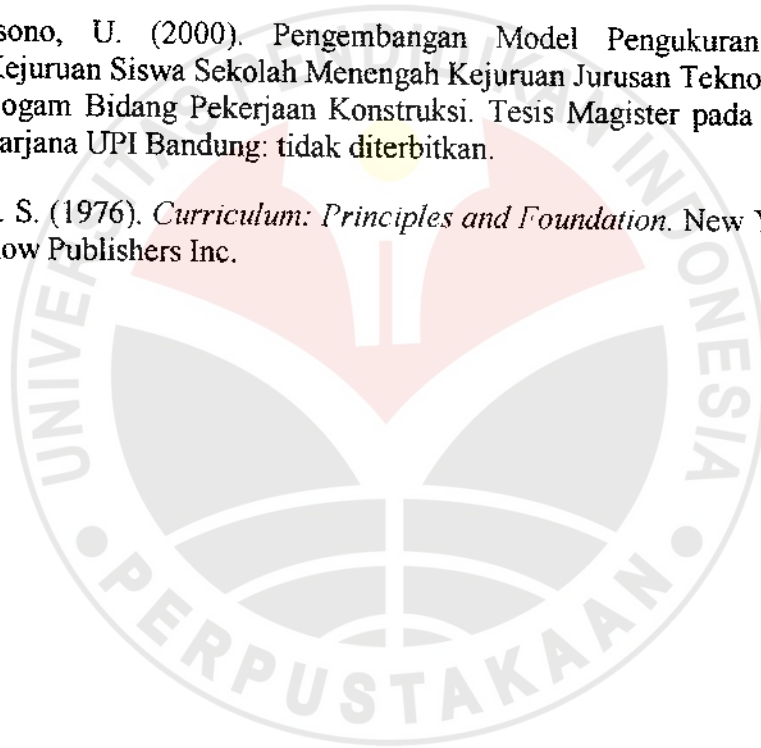 sono, U. (2000). Pengembangan Model Pengukuran
Kejuruan Siswa Sekolah Menengah Kejuruan Jurusan Tekno
ogam Bidang Pekerjaan Konstruksi. Tesis Magister pada
arjana UPI Bandung: tidak diterbitkan.
. S. (1976). Curriculum: Principles and Foundation. New Y
ow Publishers Inc.
UNIVERSITAS PENDIDIKAN INDONESIA
PERPUSTAKAAN